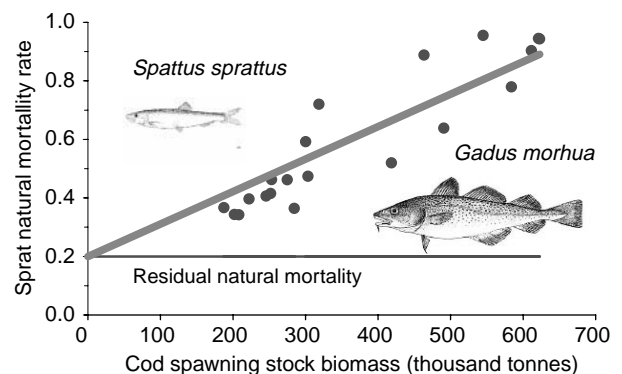 Sprat natural mortallity rate
1.0
0.8
0.6
0.4
0.2
0.0
Spattus sprattus
Gadus morhua
Residual natural mortality
0 100 200 300 400 500 600 700
Cod spawning stock biomass (thousand tonnes)